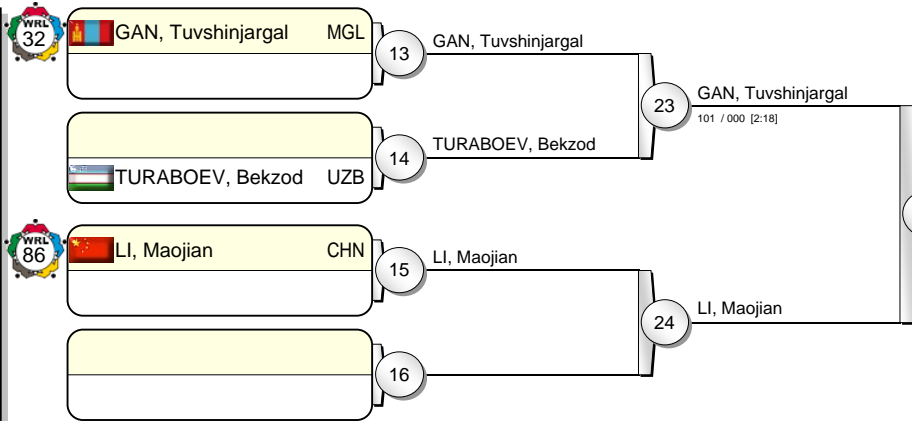 WRL
32
GAN, Tuvshinjargal MGL
13
GAN, Tuvshinjargal
23
GAN, Tuvshinjargal
101 / 000 [2:18]
14
TURABOEV, Bekzod
TURABOEV, Bekzod UZB
WRL
86
LI, Maojian CHN
15
LI, Maojian
24
LI, Maojian
16